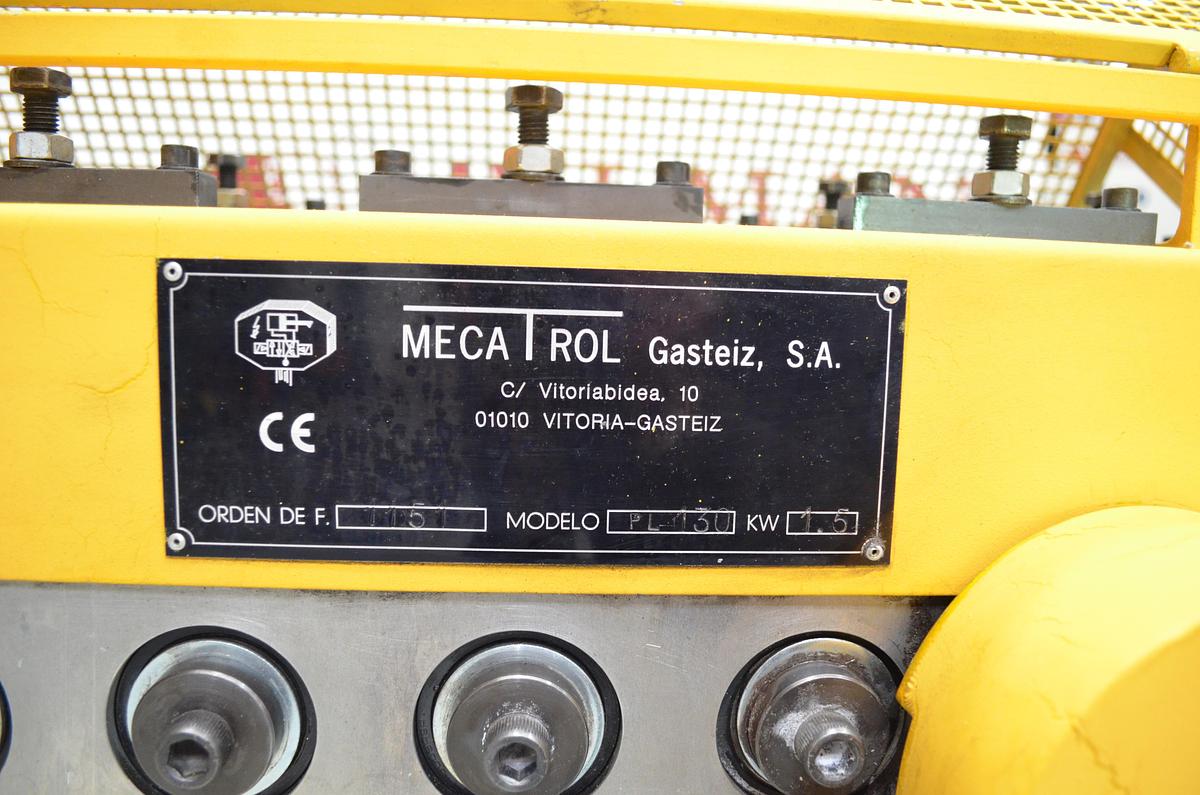 MECATROL Gasteiz, S.A.
C/ Vitoriabidea, 10
01010 VITORIA-GASTEIZ
CE
ORDEN DE F. 1151 MODELO PL-130 KW 1.5